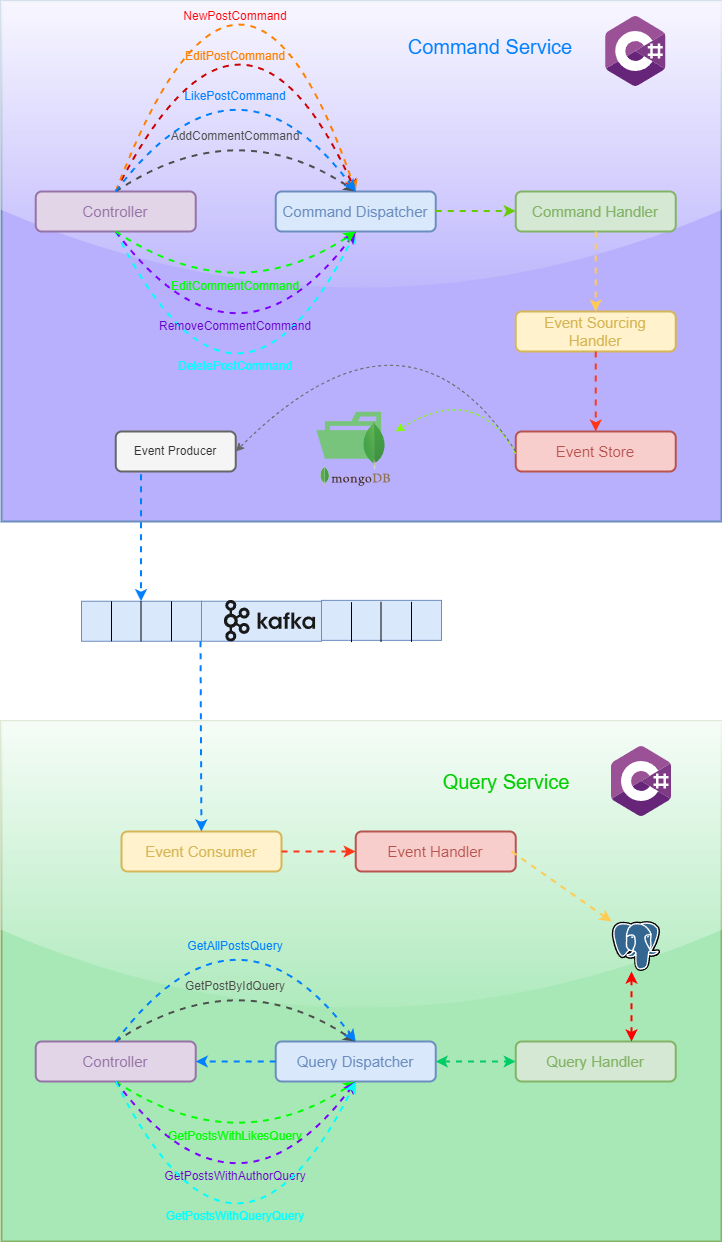 NewPostCommand
Command Service
C#
EditPostCommand
LikePostCommand
AddCommentCommand
Controller
Command Dispatcher
Command Handler
EditCommentCommand
RemoveCommentCommand
DeletePostCommand
Event Sourcing
Handler
Event Producer
mongoDB
Event Store
kafka
Query Service
C#
Event Consumer
Event Handler
GetAllPostsQuery
GetPostByIdQuery
Controller
Query Dispatcher
Query Handler
GetPostsWithLikesQuery
GetPostsWithAuthorQuery
GetPostsWithQueryQuery